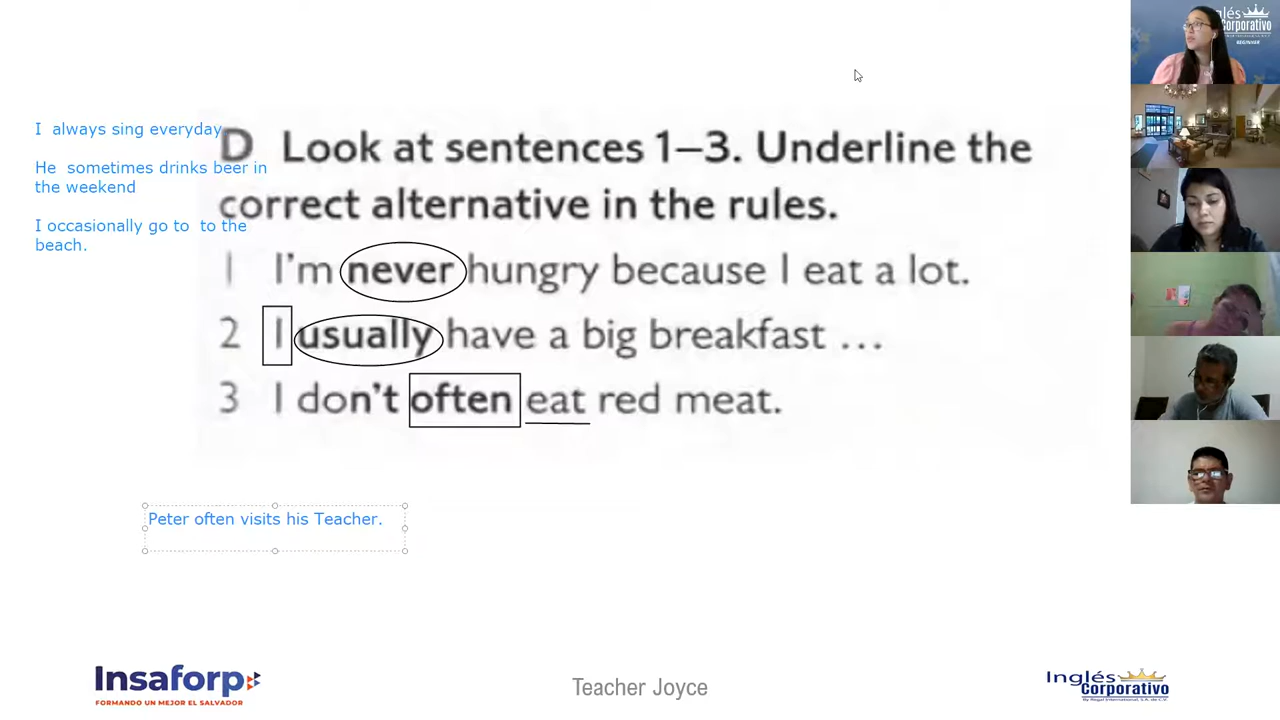 I  always sing everyday
He  sometimes drinks beer in
the weekend
I occasionally go to  to the
beach.
D Look at sentences 1–3. Underline the
correct alternative in the rules.
1 I'm never hungry because I eat a lot.
2 I usually have a big breakfast ...
3 I don't often eat red meat.
Peter often visits his Teacher.
Insaforp
FORMANDO UN MEJOR EL SALVADOR
Teacher Joyce
Inglés
Corporativo
glés
Corporativo
BEGINNER